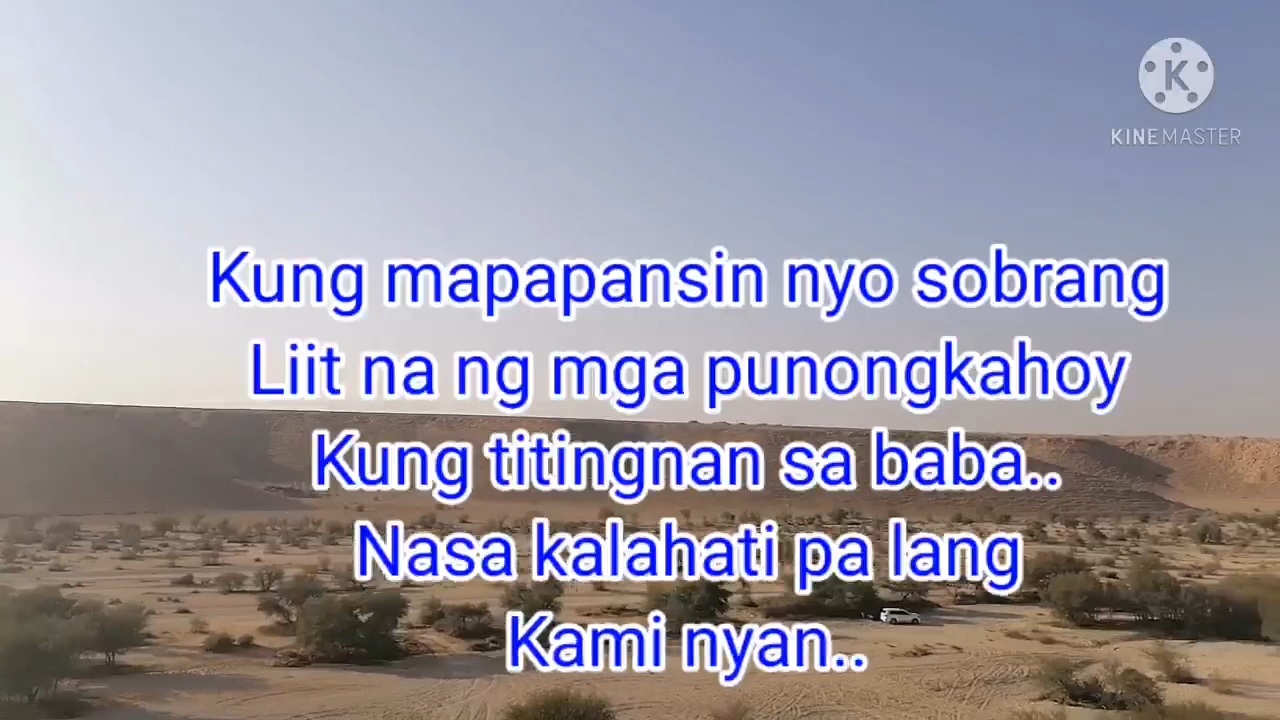 K
KINEMASTER
Kung mapapansin nyo sobrang
Liit na ng mga punongkahoy
Kung titingnan sa baba..
Nasa kalahati pa lang
Kami nyan..